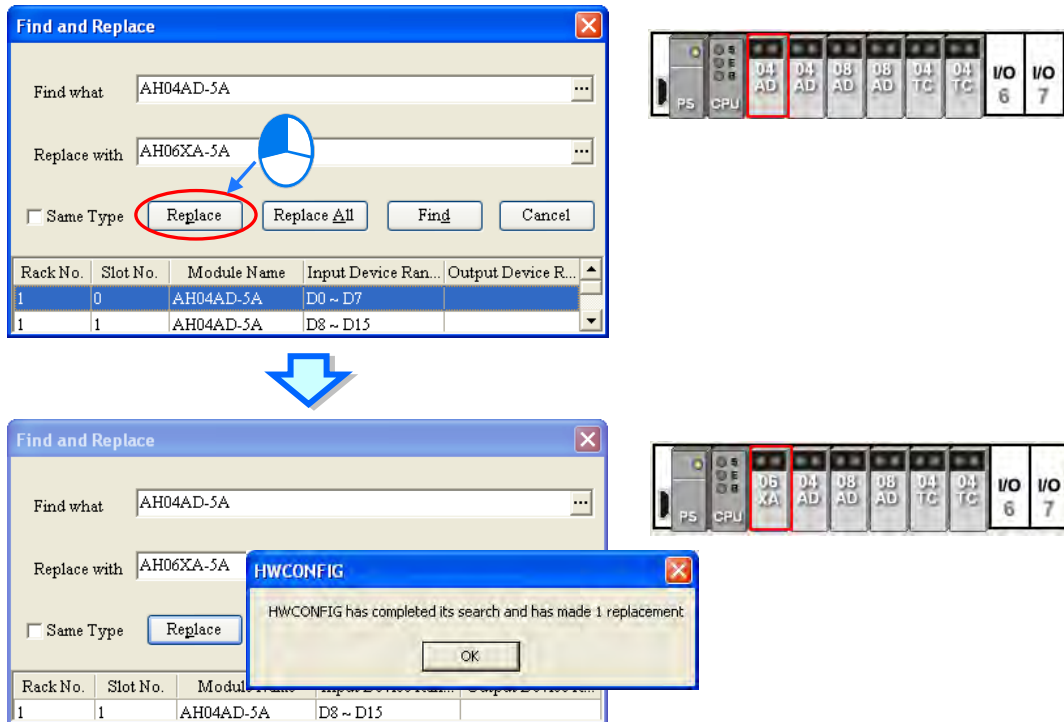 Find and Replace
Find what AH04AD-5A ...
Replace with AH06XA-5A ...
Same Type Replace Replace All Find Cancel
Rack No. Slot No. Module Name Input Device Ran... Output Device R...
1 0 AH04AD-5A D0 ~ D7
1 1 AH04AD-5A D8 ~ D15
PS CPU S E B 04 AD 04 AD 08 AD 08 AD 04 TC 04 TC I/O 6 I/O 7
Find and Replace
Find what AH04AD-5A ...
Replace with AH06XA-5A
Same Type Replace
HWCONFIG
HWCONFIG has completed its search and has made 1 replacement
OK
Rack No. Slot No.
1 1 AH04AD-5A D8 ~ D15
PS CPU S E B 06 XA 04 AD 08 AD 08 AD 04 TC 04 TC I/O 6 I/O 7